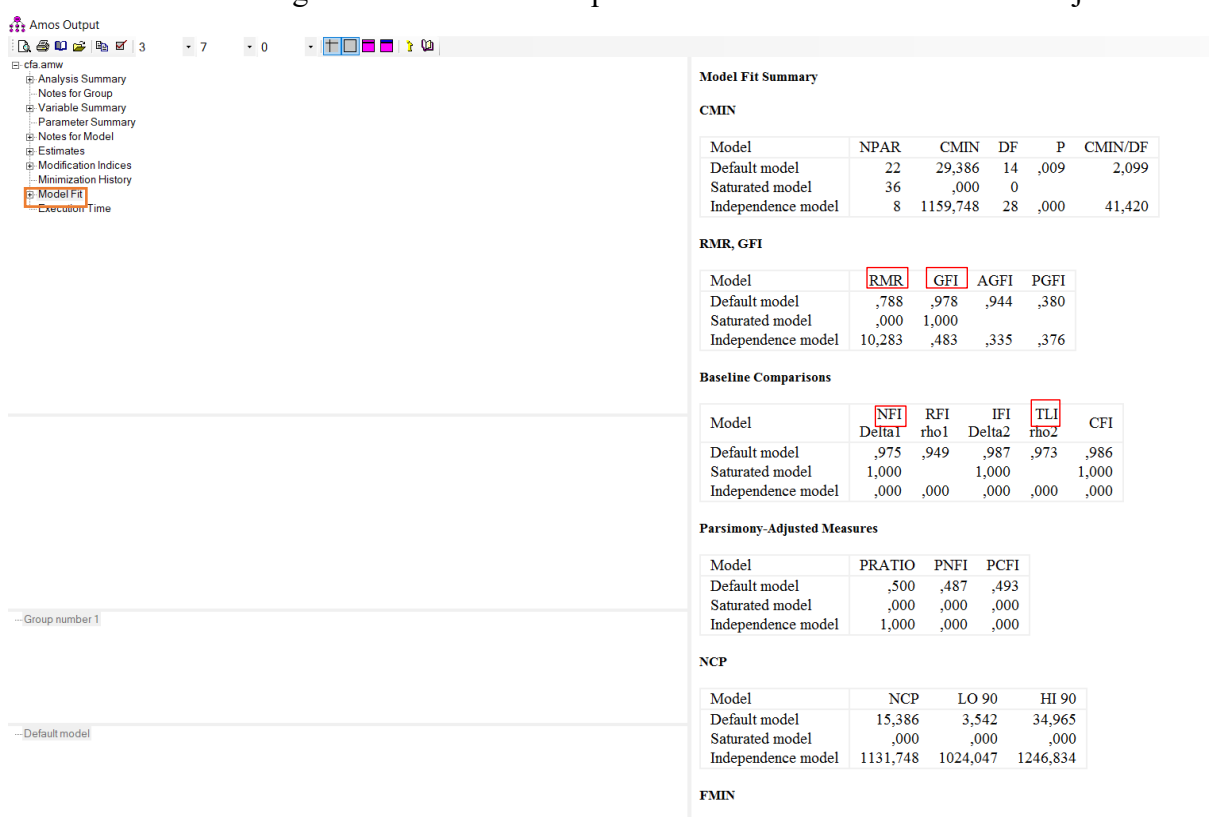 Amos Output
3 7 0
cfa.amw
Analysis Summary
Notes for Group
Variable Summary
Parameter Summary
Notes for Model
Estimates
Modification Indices
Minimization History
Model Fit
Execution Time
Group number 1
Default model
Model Fit Summary
CMIN
Model NPAR CMIN DF P CMIN/DF
Default model 22 29,386 14 ,009 2,099
Saturated model 36 ,000 0
Independence model 8 1159,748 28 ,000 41,420
RMR, GFI
Model RMR GFI AGFI PGFI
Default model ,788 ,978 ,944 ,380
Saturated model ,000 1,000
Independence model 10,283 ,483 ,335 ,376
Baseline Comparisons
Model NFI RFI IFI TLI CFI
Delta1 rho1 Delta2 rho2
Default model ,975 ,949 ,987 ,973 ,986
Saturated model 1,000 1,000 1,000
Independence model ,000 ,000 ,000 ,000 ,000
Parsimony-Adjusted Measures
Model PRATIO PNFI PCFI
Default model ,500 ,487 ,493
Saturated model ,000 ,000 ,000
Independence model 1,000 ,000 ,000
NCP
Model NCP LO 90 HI 90
Default model 15,386 3,542 34,965
Saturated model ,000 ,000 ,000
Independence model 1131,748 1024,047 1246,834
FMIN